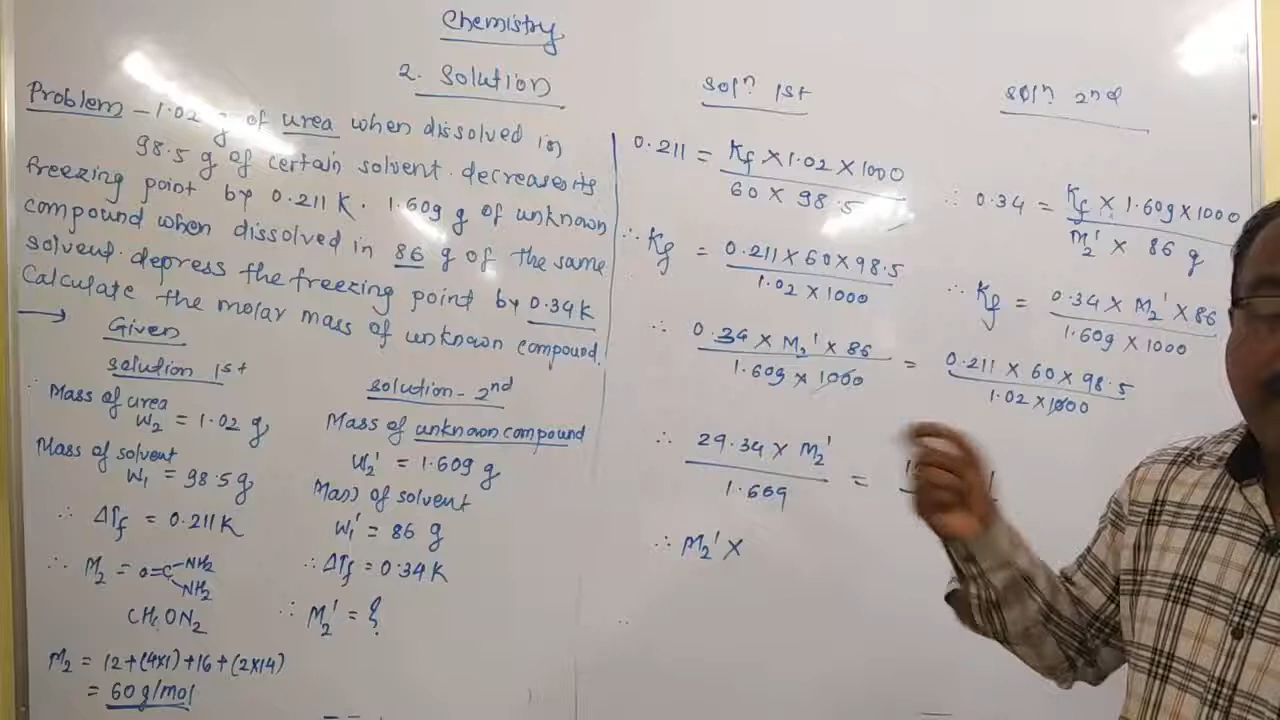 Chemistry
2. Solution
Problem - 1.02 g of urea when dissolved in
98.5 g of certain solvent decreases its
freezing point by 0.211 K. 1.609 g of unknown
compound when dissolved in 86 g of the same
solvent depress the freezing point by 0.34K
Calculate the molar mass of unknown compound.
→ Given
solution 1st
∴ Mass of urea
W₂ = 1.02 g
Mass of solvent
W₁ = 98.5 g
∴ ΔTf = 0.211 K
∴ M₂ = O=C-NH₂
NH₂
CH₄ON₂
M₂ = 12+(4x1)+16+(2x14)
= 60 g/mol
solution - 2nd
Mass of unknown compound
W₂' = 1.609 g
Mass of solvent
W₁' = 86 g
∴ ΔTf = 0.34 K
∴ M₂' = ?
Solⁿ 1st
0.211 = Kf × 1.02 × 1000
60 × 98.5
∴ Kf = 0.211 × 60 × 98.5
1.02 × 1000
Solⁿ 2nd
∴ 0.34 = Kf × 1.609 × 1000
M₂' × 86 g
∴ Kf = 0.34 × M₂' × 86
1.609 × 1000
∴ 0.34 × M₂' × 86 = 0.211 × 60 × 98.5
1.609 × 1000 1.02 × 1000
∴ 29.34 × M₂' =
1.669
∴ M₂' ×